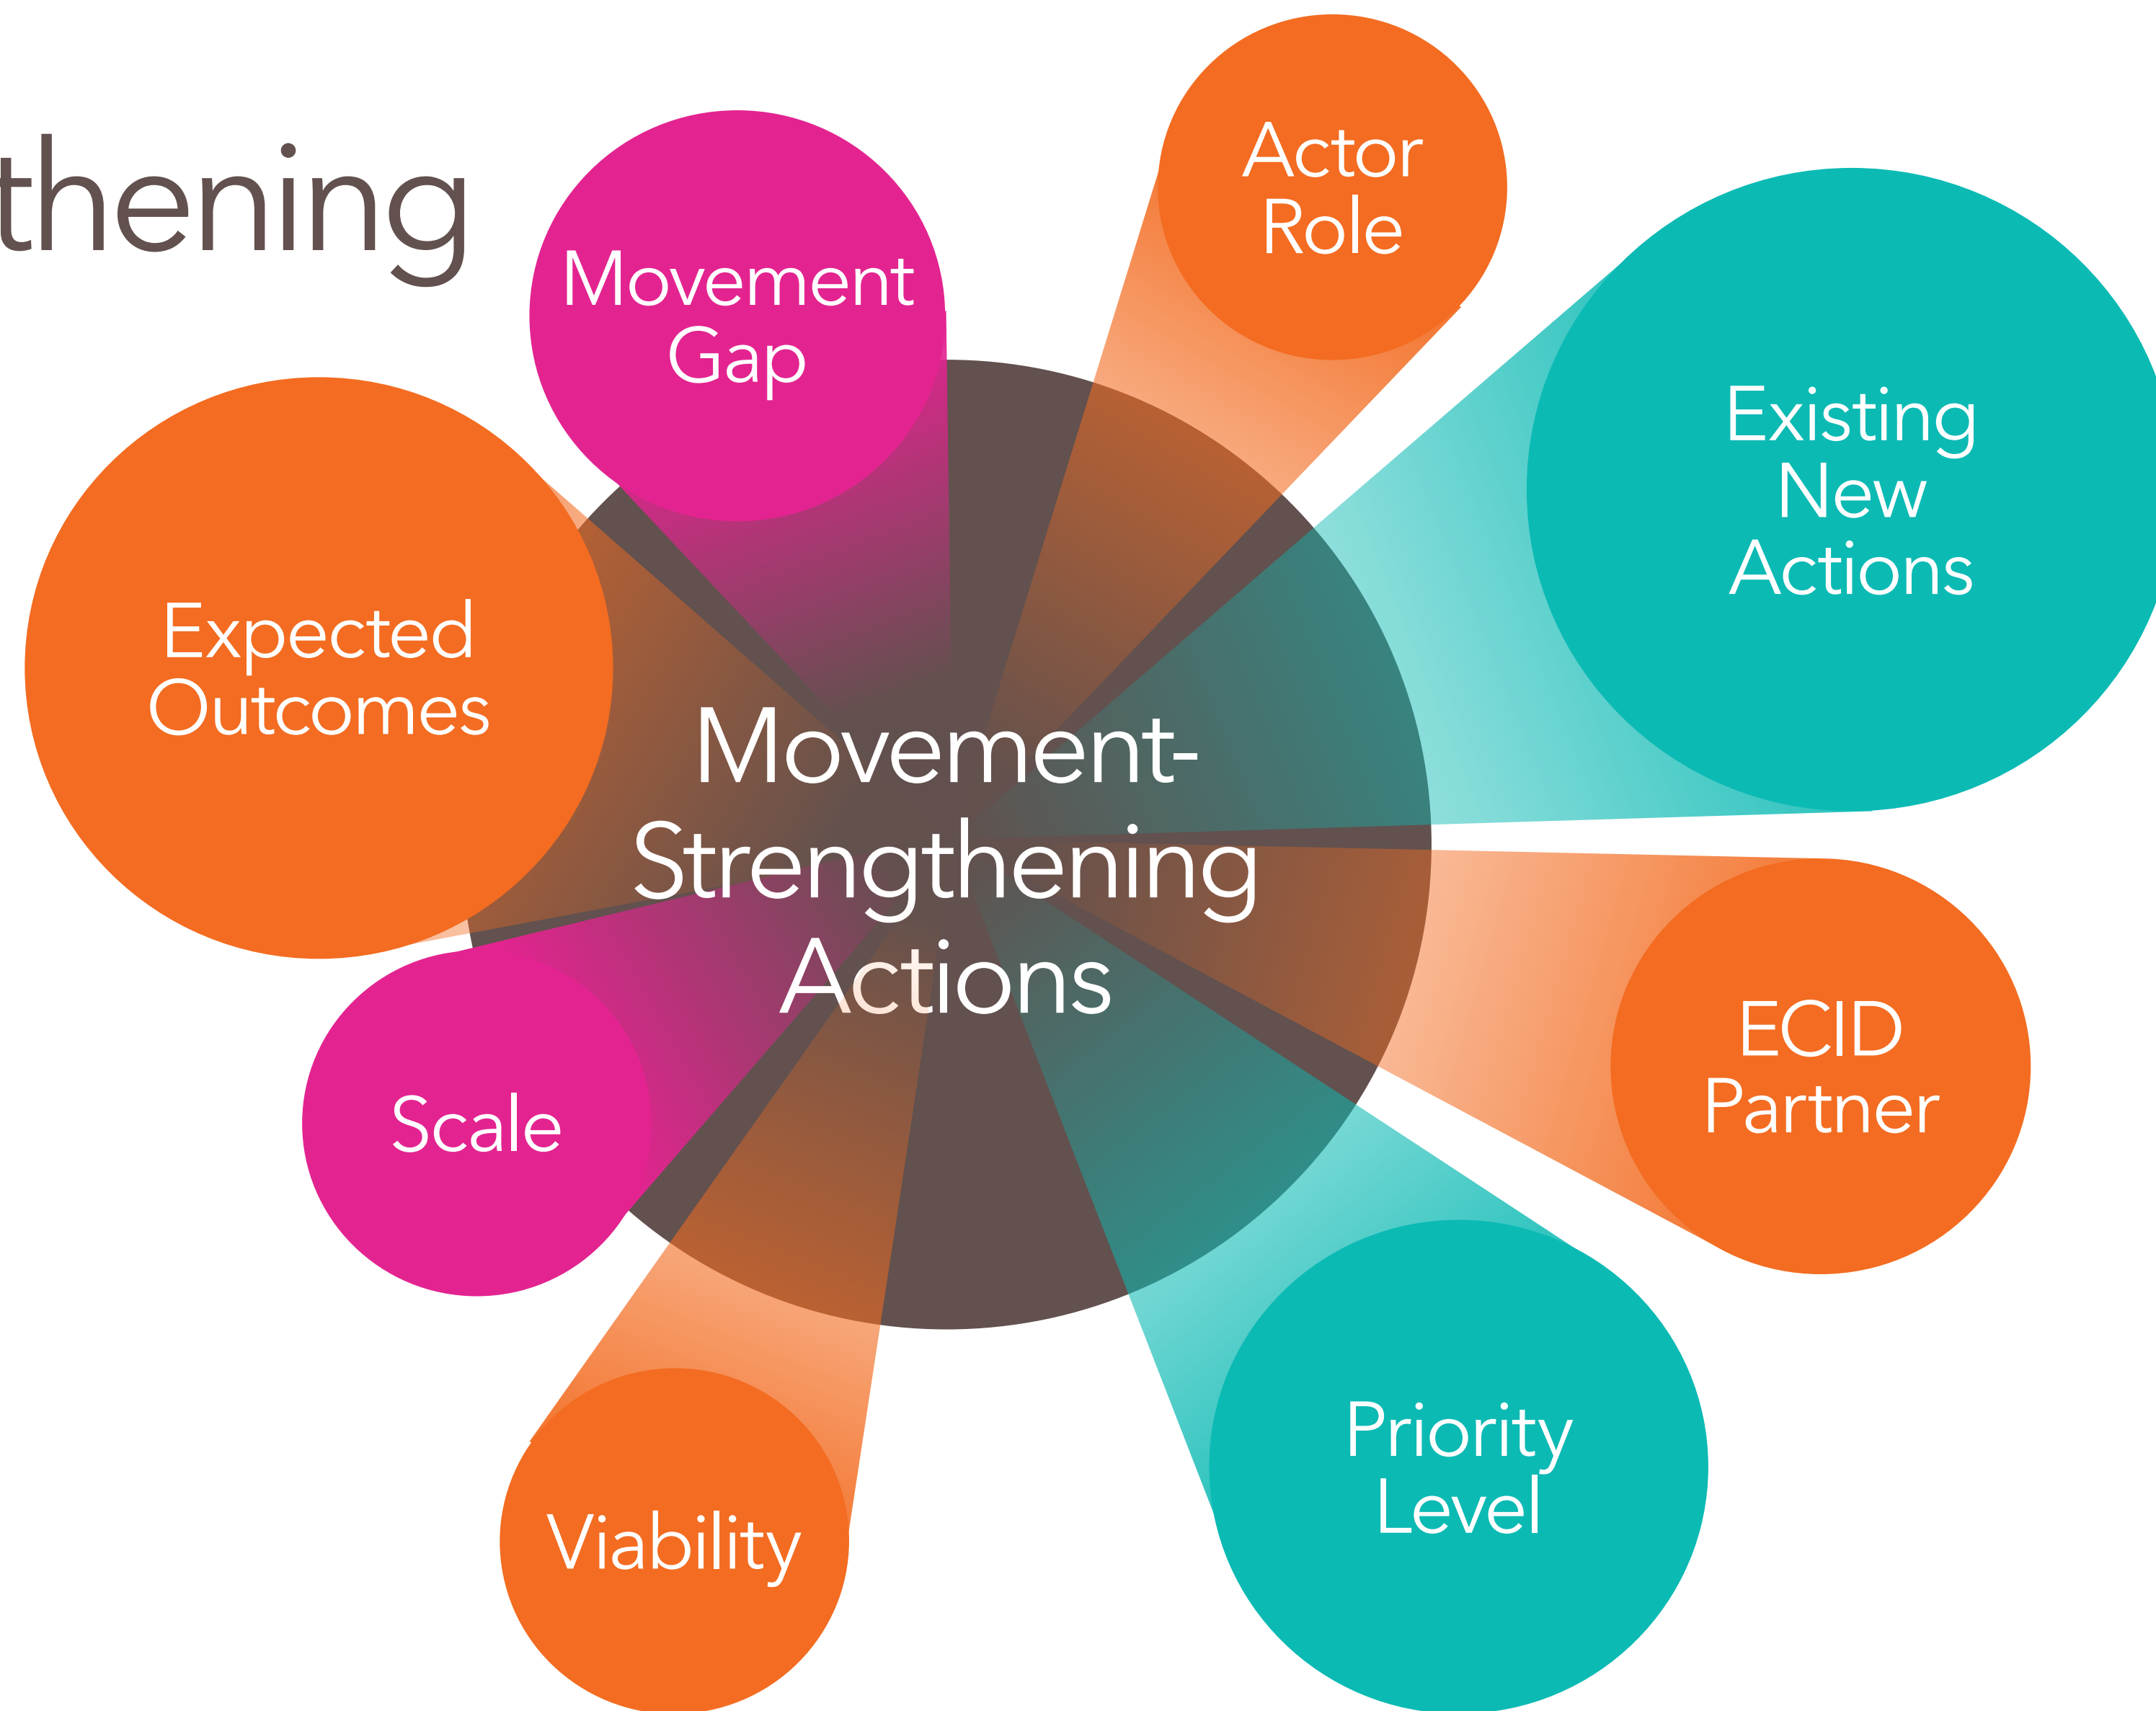 thening
Movement
Gap
Actor
Role
Existing
New
Actions
Expected
Outcomes
Movement-
Strengthening
Actions
ECID
Partner
Scale
Priority
Level
Viability